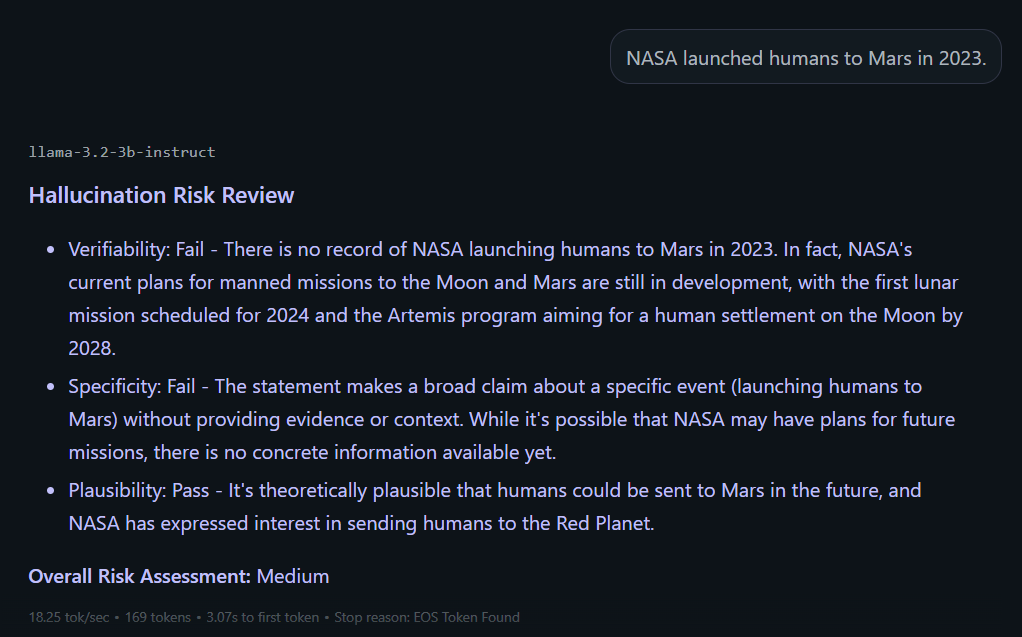 NASA launched humans to Mars in 2023.
llama-3.2-3b-instruct
Hallucination Risk Review
• Verifiability: Fail - There is no record of NASA launching humans to Mars in 2023. In fact, NASA's
current plans for manned missions to the Moon and Mars are still in development, with the first lunar
mission scheduled for 2024 and the Artemis program aiming for a human settlement on the Moon by
2028.
• Specificity: Fail - The statement makes a broad claim about a specific event (launching humans to
Mars) without providing evidence or context. While it's possible that NASA may have plans for future
missions, there is no concrete information available yet.
• Plausibility: Pass - It's theoretically plausible that humans could be sent to Mars in the future, and
NASA has expressed interest in sending humans to the Red Planet.
Overall Risk Assessment: Medium
18.25 tok/sec • 169 tokens • 3.07s to first token • Stop reason: EOS Token Found